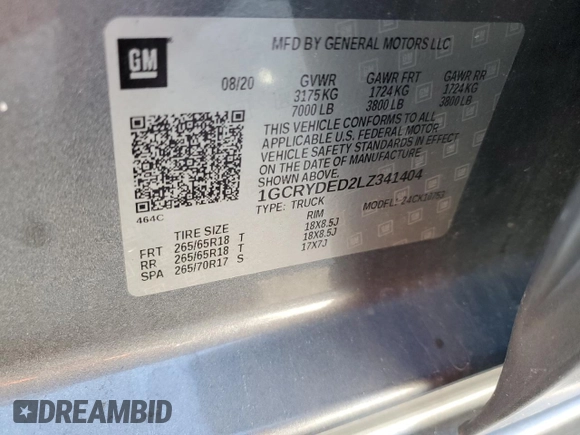 GM
MFD BY GENERAL MOTORS LLC
08/20 GVWR GAWR FRT GAWR RR
3175 KG 1724 KG 1724 KG
7000 LB 3800 LB 3800 LB
THIS VEHICLE CONFORMS TO ALL
APPLICABLE U.S. FEDERAL MOTOR
VEHICLE SAFETY STANDARDS IN EFFECT
ON THE DATE OF MANUFACTURE
1GCRYDED2LZ341404
TYPE: TRUCK MODEL:
464C
TIRE SIZE RIM
FRT 265/65R18 T 18X8.5J
RR 265/65R18 T 18X8.5J
SPA 265/70R17 S 17X7J
DREAMBID